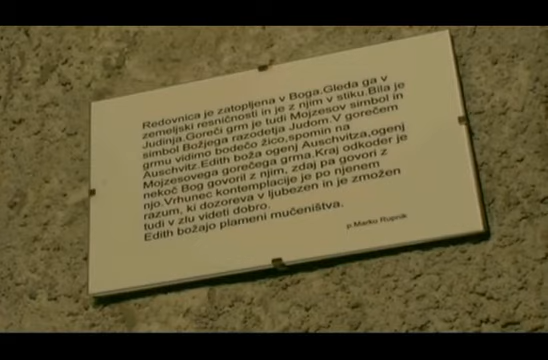 Redovnica je zatopljena v Boga.Gleda ga v
zemeljski resničnosti in je z njim v stiku.Bila je
Judinja.Goreči grm je tudi Mojzesov simbol in
simbol Božjega razodetja Judom.V gorečem
grmu vidimo bodečo žico,spomin na
Auschvitz.Edith boža ogenj Auschvitza,ogenj
Mojzesovega gorečega grma.Kraj odkoder je
nekoč Bog govoril z njim, zdaj pa govori z
njo.Vrhunec kontemplacije je po njenem
razum, ki dozoreva v ljubezen in je zmožen
tudi v zlu videti dobro.
Edith božajo plameni mučeništva.
p.Marko Rupnik